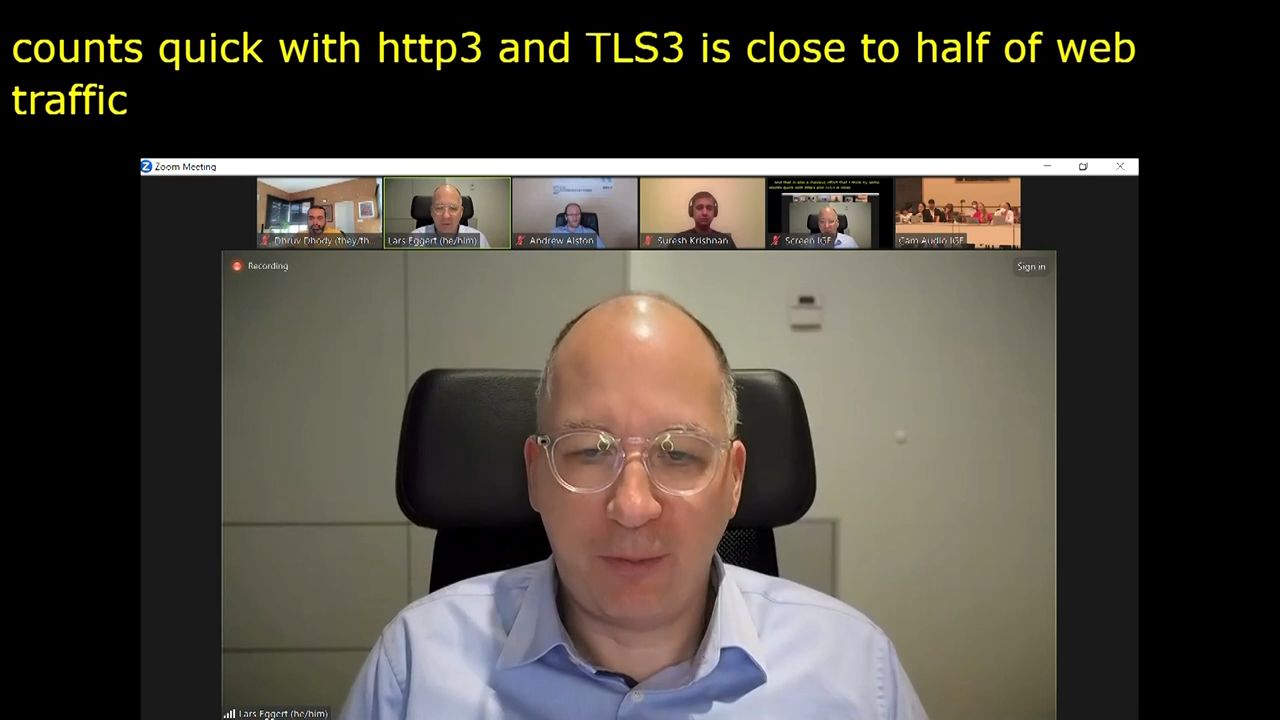 counts quick with http3 and TLS3 is close to half of web
traffic
Zoom Meeting
Dhruv Dhody (they/th...
Lars Eggert (he/him)
Andrew Alston
Suresh Krishnan
Screen IGF
Cam Audio IGF
Recording
Sign in
Lars Eggert (he/him)